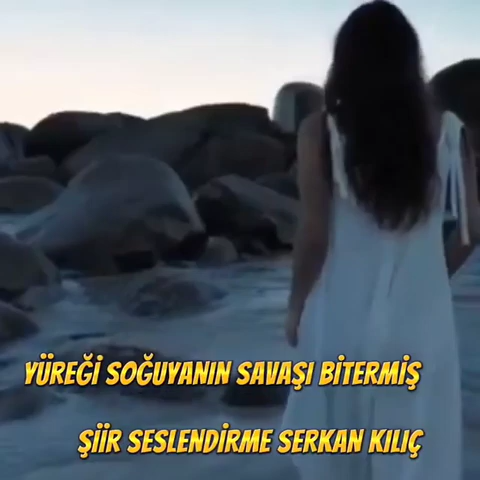 YÜREĞİ SOĞUYANIN SAVAŞI BİTERMİŞ
ŞİİR SESLENDİRME SERKAN KILIÇ